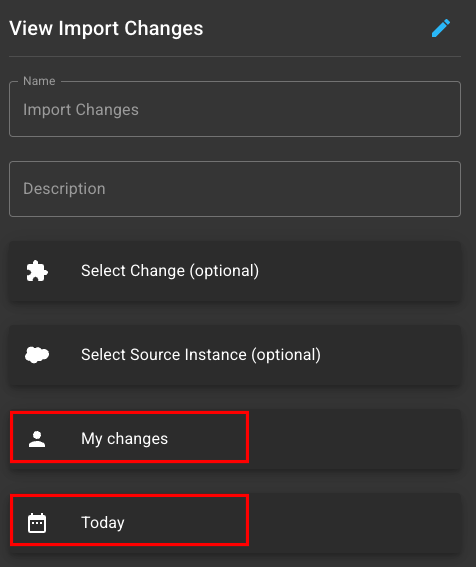 View Import Changes
Name
Import Changes
Description
Select Change (optional)
Select Source Instance (optional)
My changes
Today